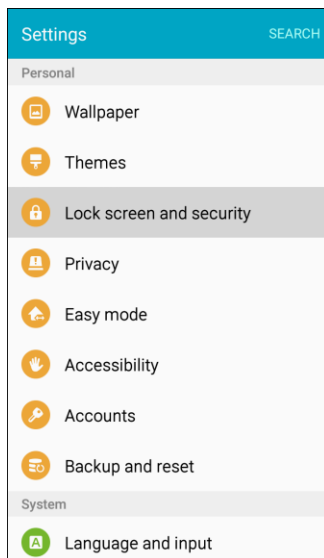 Settings SEARCH
Personal
Wallpaper
Themes
Lock screen and security
Privacy
Easy mode
Accessibility
Accounts
Backup and reset
System
A Language and input